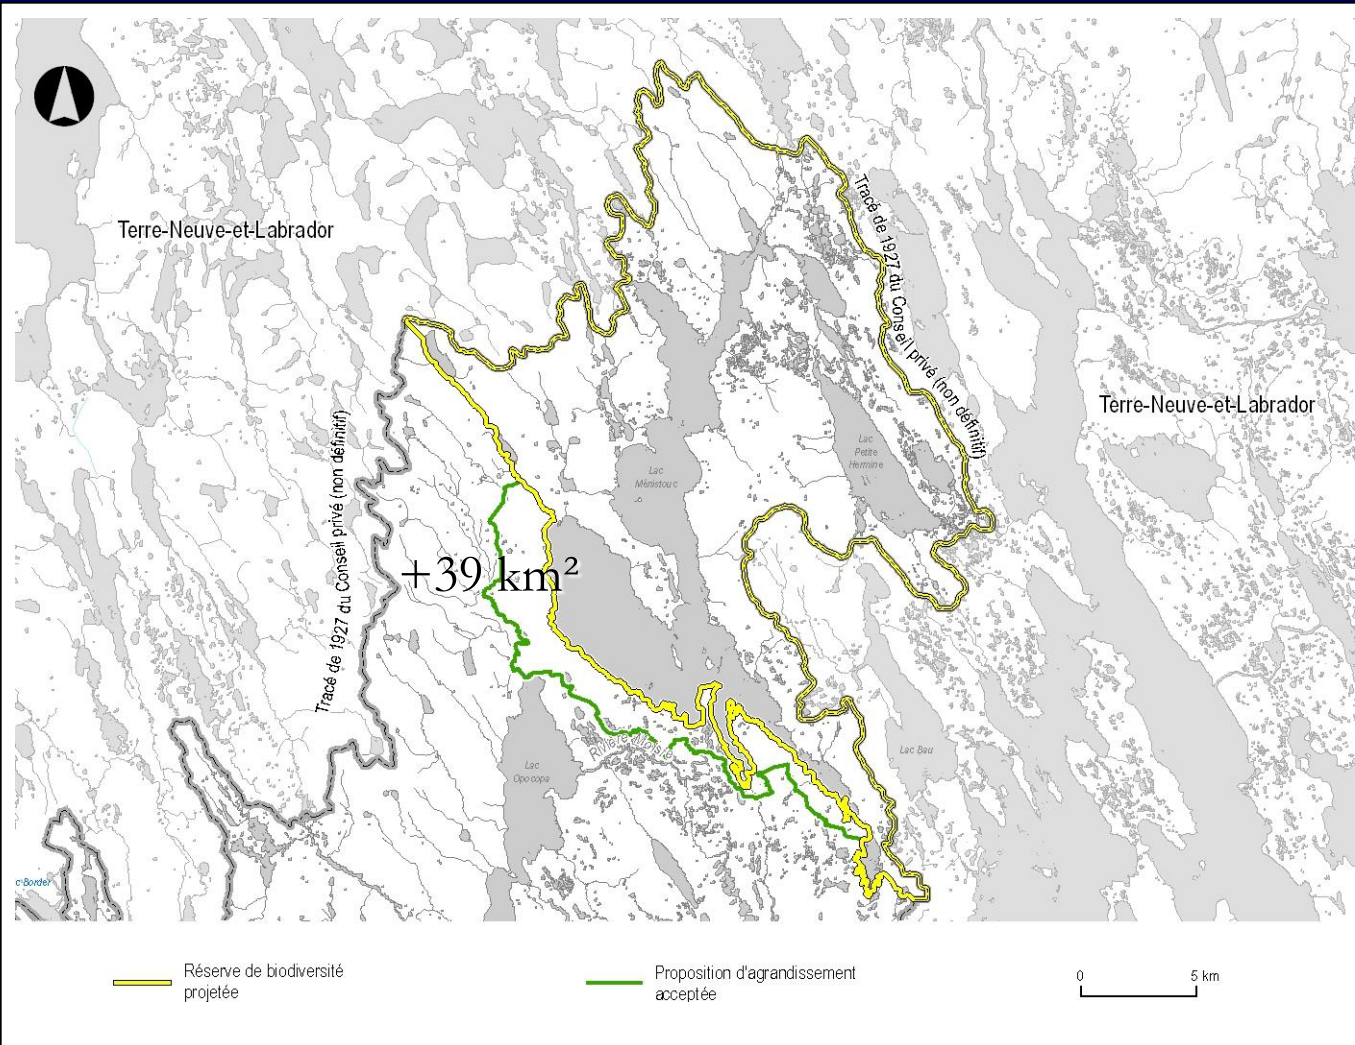 Terre-Neuve-et-Labrador
Tracé de 1927 du Conseil privé (non définitif)
Terre-Neuve-et-Labrador
Tracé de 1927 du Conseil privé (non définitif)
Lac
Petite
Hermine
Lac
Ménistouc
+39 km²
Rivière Moisie
Lac Bau
Lac
Opocopa
c Border
Réserve de biodiversité
projetée
Proposition d'agrandissement
acceptée
0 5 km